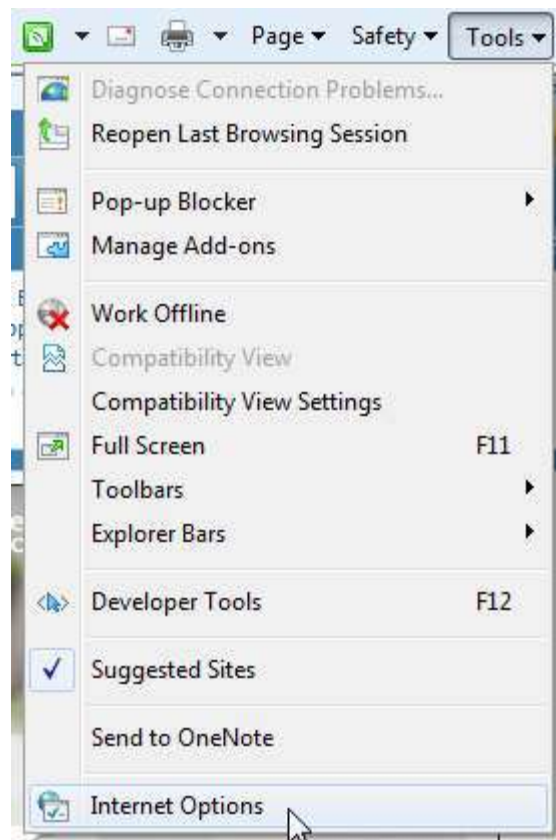 Page Safety Tools
Diagnose Connection Problems...
Reopen Last Browsing Session
Pop-up Blocker
Manage Add-ons
Work Offline
Compatibility View
Compatibility View Settings
Full Screen F11
Toolbars
Explorer Bars
Developer Tools F12
Suggested Sites
Send to OneNote
Internet Options